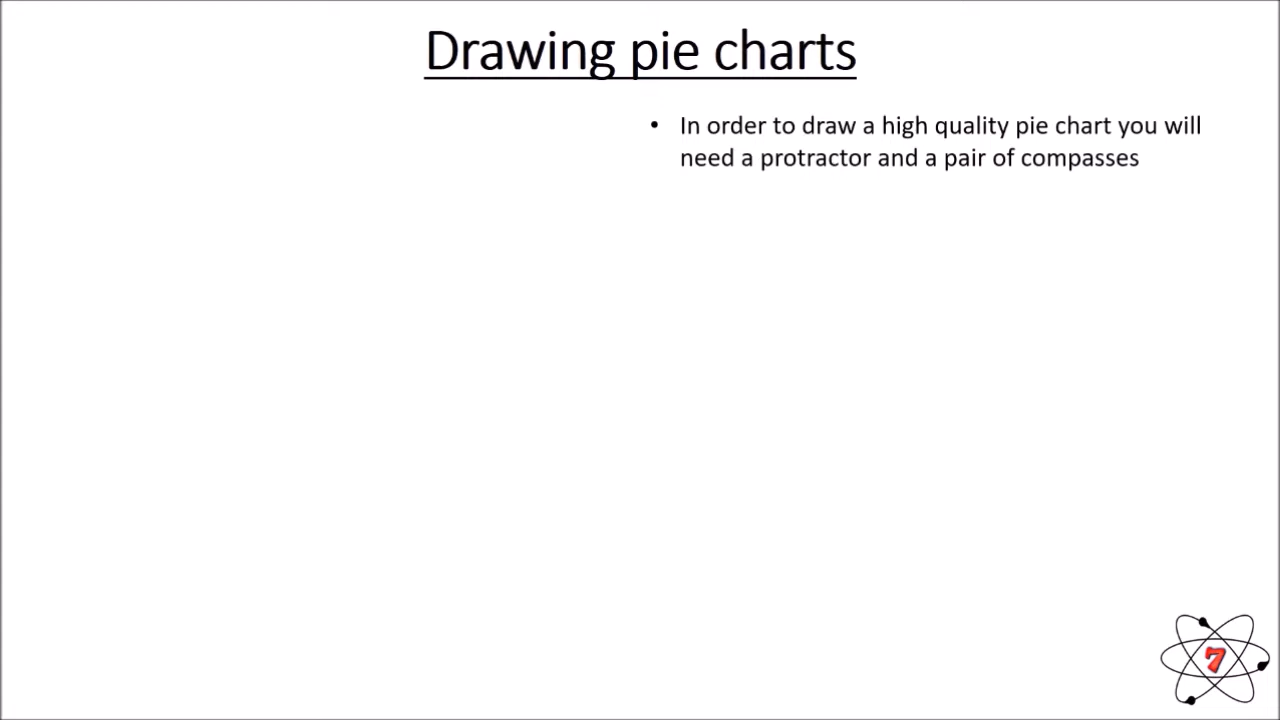 Drawing pie charts
• In order to draw a high quality pie chart you will
need a protractor and a pair of compasses
7